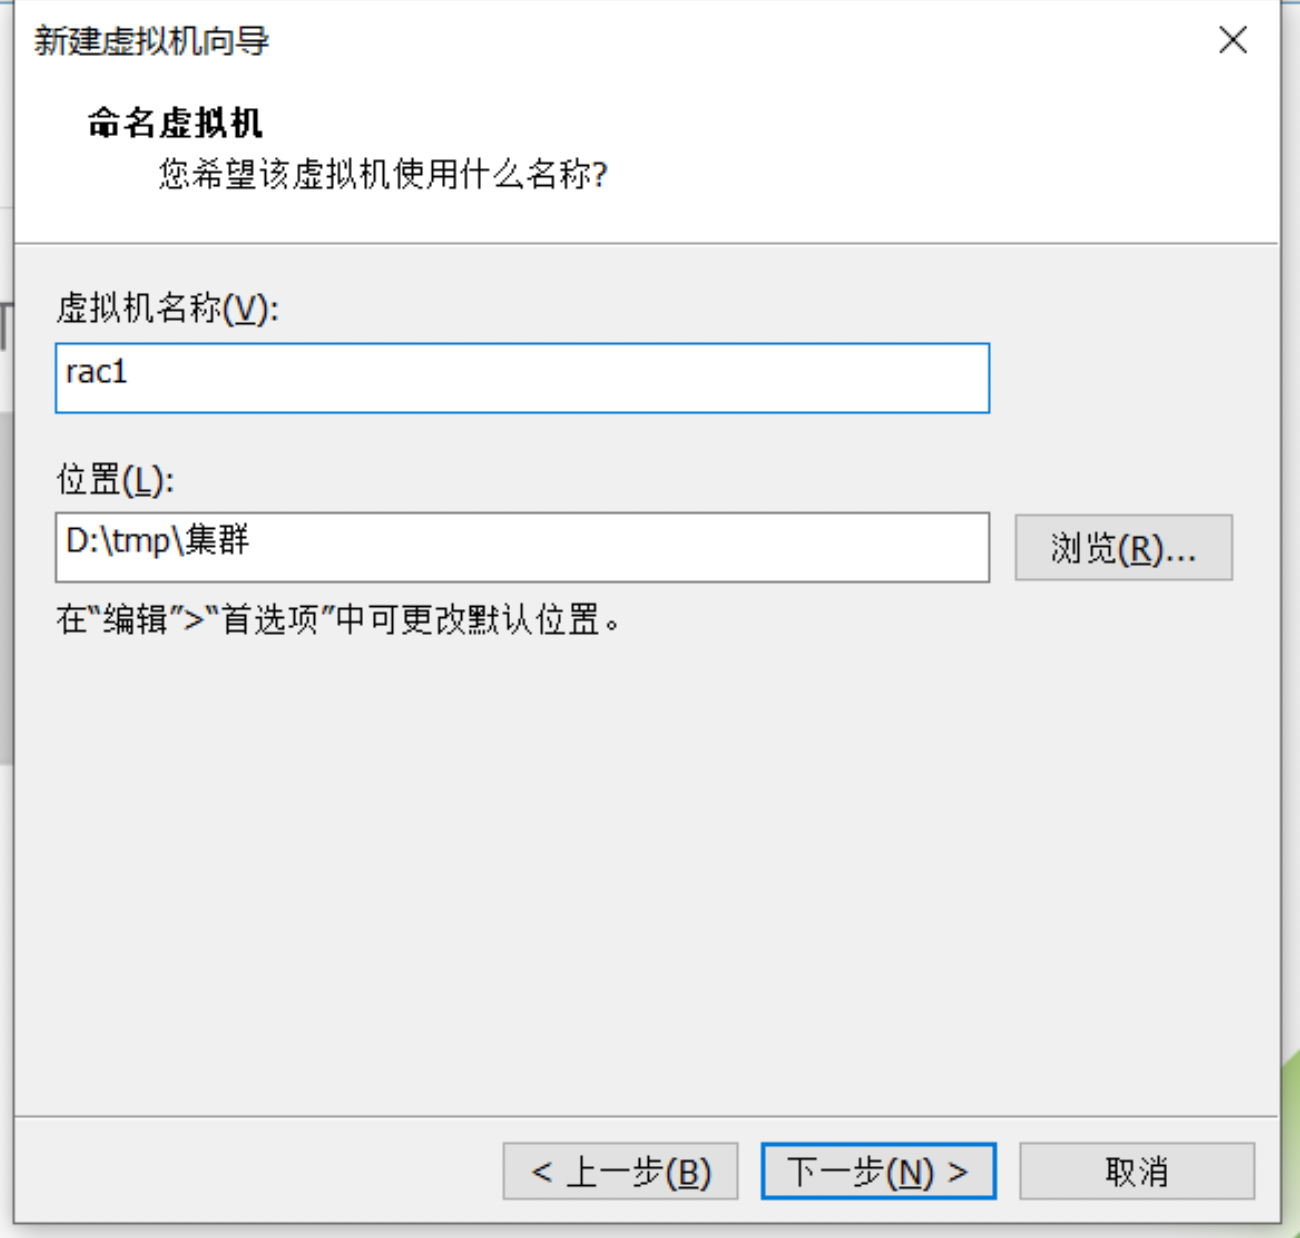 新建虚拟机向导
命名虚拟机
您希望该虚拟机使用什么名称?
虚拟机名称(V):
rac1
位置(L):
D:\tmp\集群
浏览(R)...
在“编辑”>“首选项”中可更改默认位置。
< 上一步(B) 下一步(N) > 取消